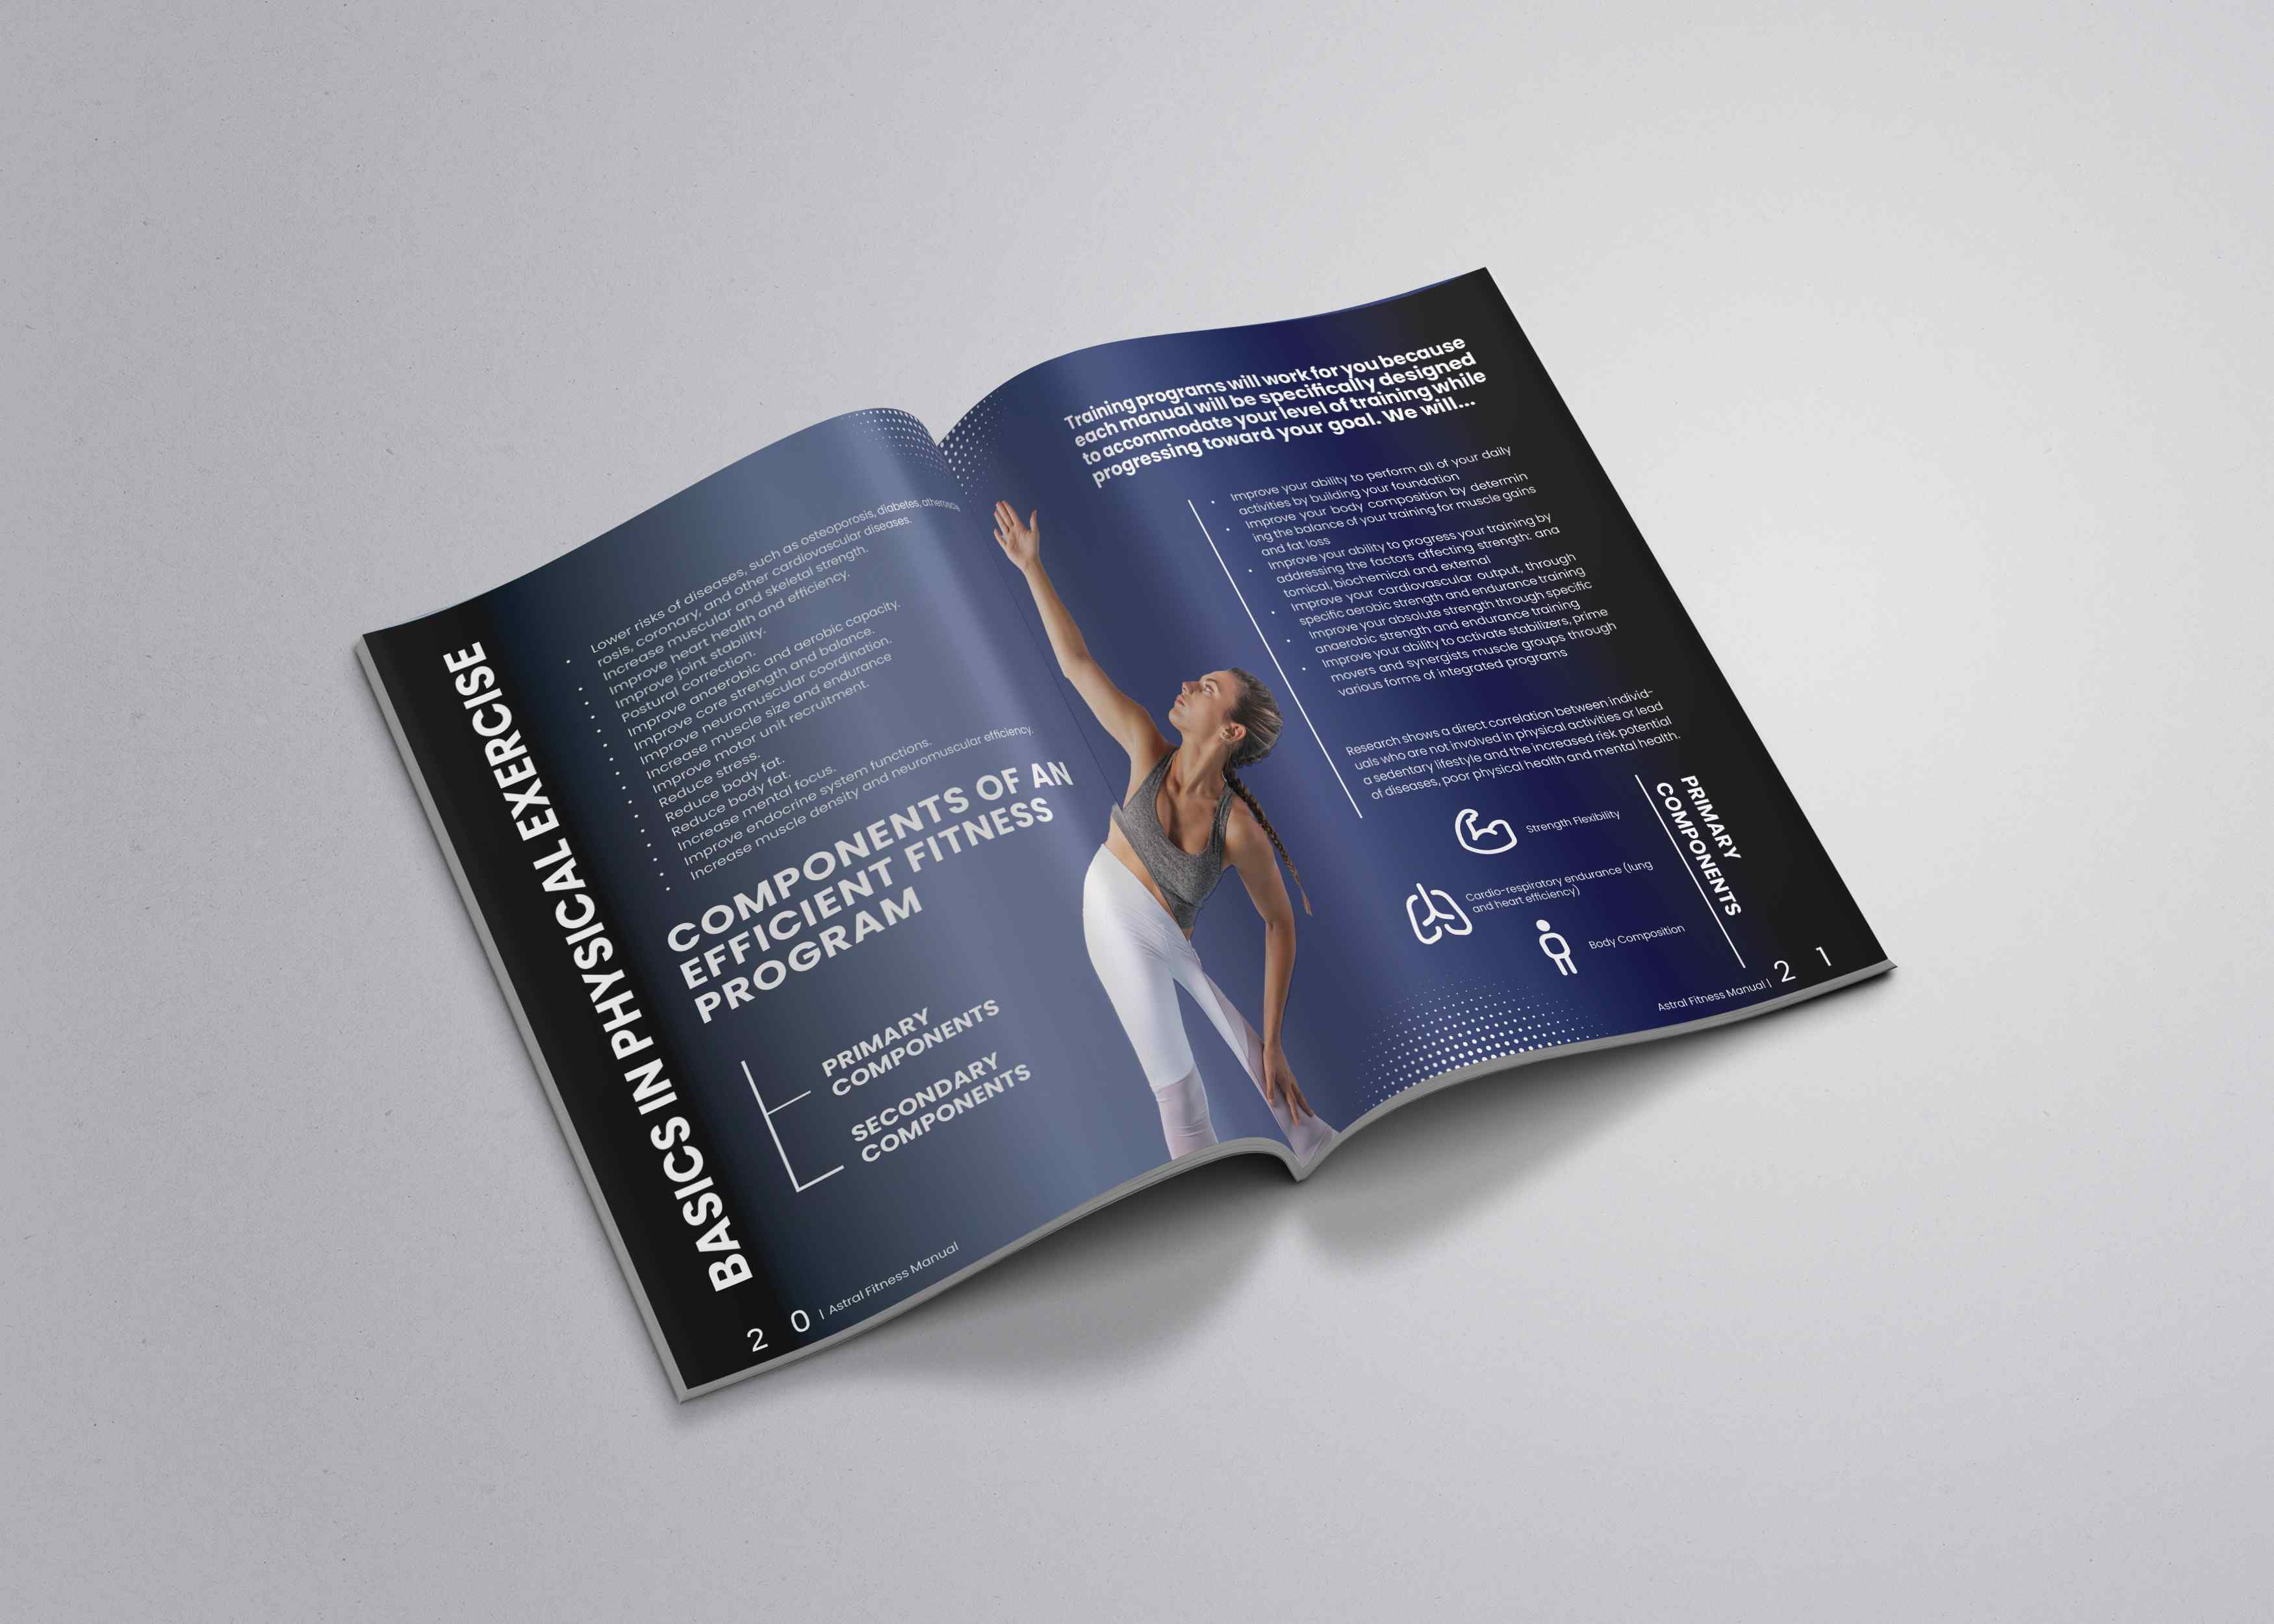 BASICS IN PHYSICAL EXERCISE
Lower risks of diseases, such as osteoporosis, diabetes, atheroscle
rosis, coronary, and other cardiovascular diseases.
Increase muscular and skeletal strength.
Improve heart health and efficiency.
Improve joint stability.
Postural correction.
Improve anaerobic and aerobic capacity.
Improve core strength and balance.
Improve neuromuscular coordination.
Increase muscle size and endurance
Improve motor unit recruitment.
Reduce stress.
Reduce body fat.
Reduce body fat.
Increase mental focus.
Improve endocrine system functions.
Increase muscle density and neuromuscular efficiency.
COMPONENTS OF AN
EFFICIENT FITNESS
PROGRAM
PRIMARY
COMPONENTS
SECONDARY
COMPONENTS
2 0 | Astral Fitness Manual
Training programs will work for you because
each manual will be specifically designed
to accommodate your level of training while
progressing toward your goal. We will...
• Improve your ability to perform all of your daily
activities by building your foundation
• Improve your body composition by determin
ing the balance of your training for muscle gains
and fat loss
• Improve your ability to progress your training by
addressing the factors affecting strength: and
tomical, biochemical and external
• Improve your cardiovascular output, through
specific aerobic strength and endurance training
• Improve your absolute strength through specific
anaerobic strength and endurance training
• Improve your ability to activate stabilizers, prime
movers and synergists muscle groups through
various forms of integrated programs
Research shows a direct correlation between individ-
uals who are not involved in physical activities or lead
a sedentary lifestyle and the increased risk potential
of diseases, poor physical health and mental health.
PRIMARY
COMPONENTS
Strength Flexibility
Cardio-respiratory endurance (lung
and heart efficiency)
Body Composition
Astral Fitness Manual | 2 1